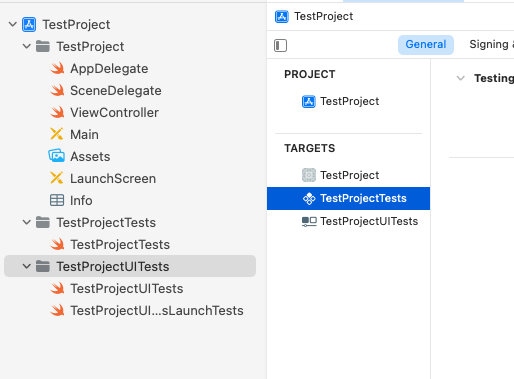 TestProject
TestProject
AppDelegate
SceneDelegate
ViewController
Main
Assets
LaunchScreen
Info
TestProjectTests
TestProjectTests
TestProjectUITests
TestProjectUITests
TestProjectUI...sLaunchTests
TestProject
General Signing &
PROJECT
TestProject
TARGETS
TestProject
TestProjectTests
TestProjectUITests
Testing